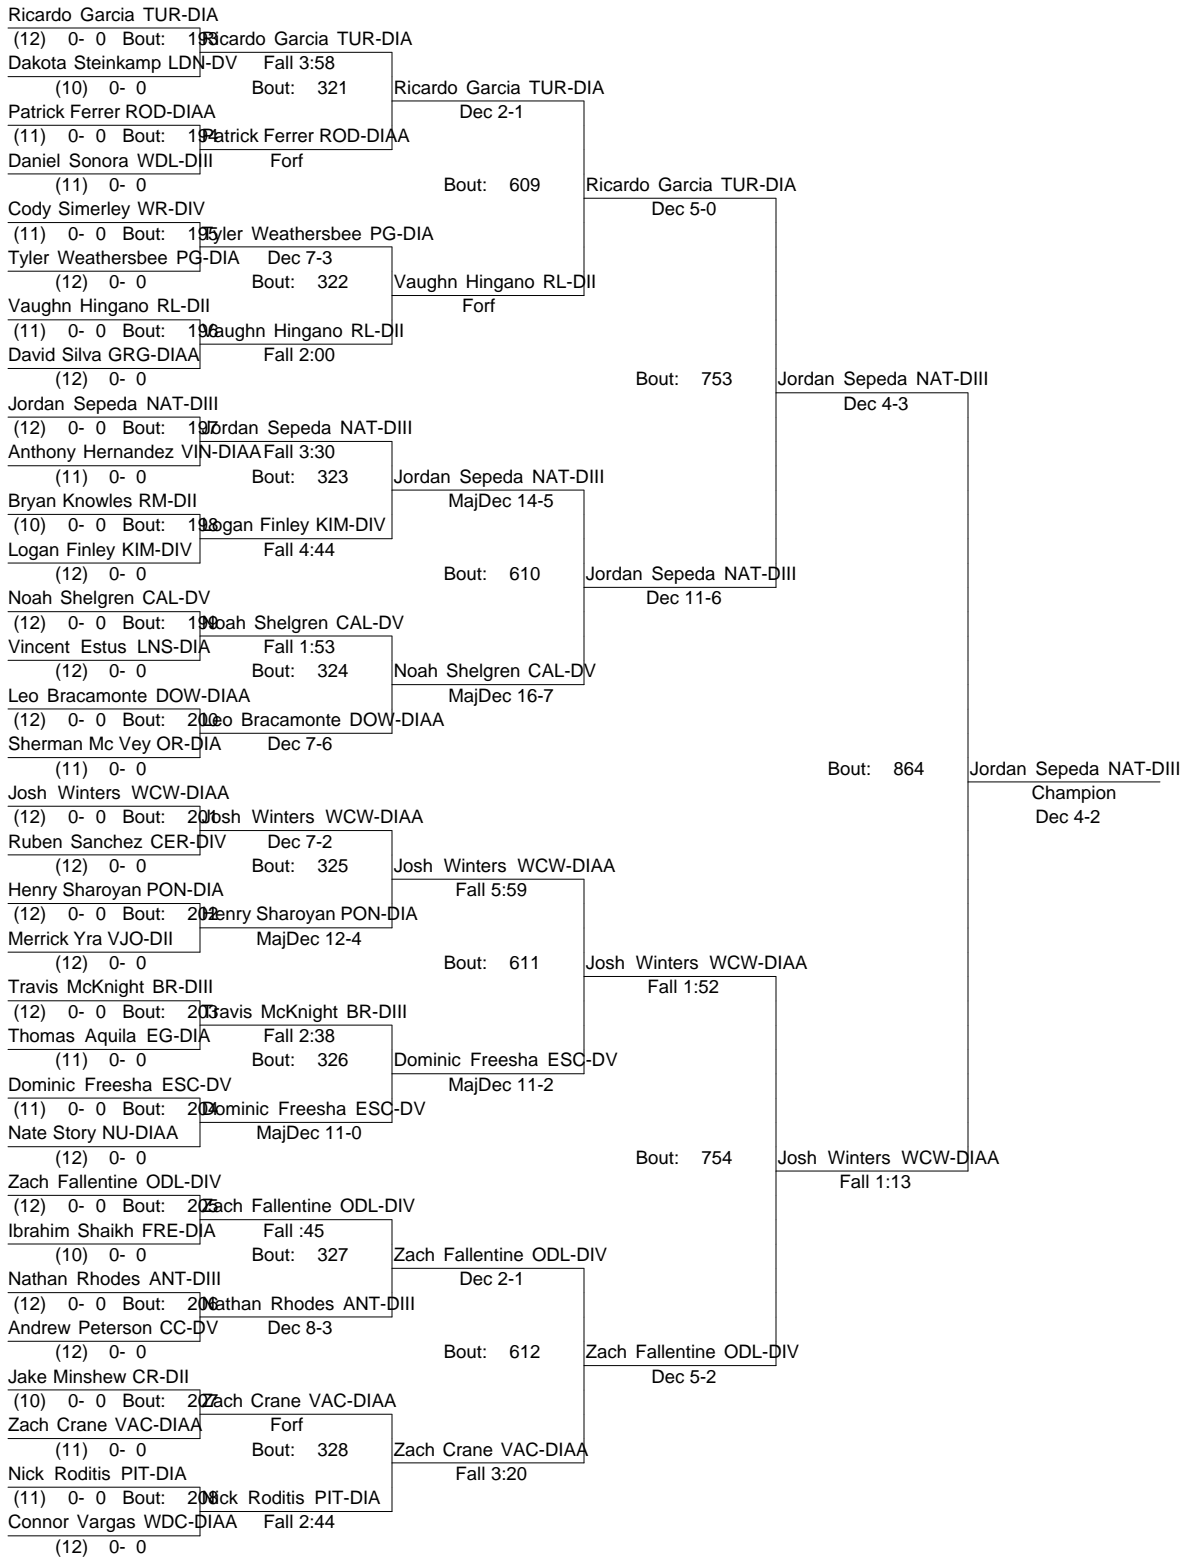 Ricardo Garcia TUR-DIA
(12) 0- 0 Bout: 193 Ricardo Garcia TUR-DIA
Dakota Steinkamp LDN-DV Fall 3:58
(10) 0- 0 Bout: 321 Ricardo Garcia TUR-DIA
Patrick Ferrer ROD-DIAA Dec 2-1
(11) 0- 0 Bout: 194 Patrick Ferrer ROD-DIAA
Daniel Sonora WDL-DIII Forf
(11) 0- 0 Bout: 609 Ricardo Garcia TUR-DIA
Cody Simerley WR-DIV Dec 5-0
(11) 0- 0 Bout: 195 Tyler Weathersbee PG-DIA
Tyler Weathersbee PG-DIA Dec 7-3
(12) 0- 0 Bout: 322 Vaughn Hingano RL-DII
Vaughn Hingano RL-DII Forf
(11) 0- 0 Bout: 196 Vaughn Hingano RL-DII
David Silva GRG-DIAA Fall 2:00
(12) 0- 0 Bout: 753 Jordan Sepeda NAT-DIII
Jordan Sepeda NAT-DIII Dec 4-3
(12) 0- 0 Bout: 197 Jordan Sepeda NAT-DIII
Anthony Hernandez VIN-DIAA Fall 3:30
(11) 0- 0 Bout: 323 Jordan Sepeda NAT-DIII
Bryan Knowles RM-DII MajDec 14-5
(10) 0- 0 Bout: 198 Logan Finley KIM-DIV
Logan Finley KIM-DIV Fall 4:44
(12) 0- 0 Bout: 610 Jordan Sepeda NAT-DIII
Noah Shelgren CAL-DV Dec 11-6
(12) 0- 0 Bout: 199 Noah Shelgren CAL-DV
Vincent Estus LNS-DIA Fall 1:53
(12) 0- 0 Bout: 324 Noah Shelgren CAL-DV
Leo Bracamonte DOW-DIAA MajDec 16-7
(12) 0- 0 Bout: 200 Leo Bracamonte DOW-DIAA
Sherman Mc Vey OR-DIA Dec 7-6
(11) 0- 0 Bout: 864 Jordan Sepeda NAT-DIII
Josh Winters WCW-DIAA Champion
(12) 0- 0 Bout: 201 Josh Winters WCW-DIAA Dec 4-2
Ruben Sanchez CER-DIV Dec 7-2
(12) 0- 0 Bout: 325 Josh Winters WCW-DIAA
Henry Sharoyan PON-DIA Fall 5:59
(12) 0- 0 Bout: 202 Henry Sharoyan PON-DIA
Merrick Yra VJO-DII MajDec 12-4
(12) 0- 0 Bout: 611 Josh Winters WCW-DIAA
Travis McKnight BR-DIII Fall 1:52
(12) 0- 0 Bout: 203 Travis McKnight BR-DIII
Thomas Aquila EG-DIA Fall 2:38
(11) 0- 0 Bout: 326 Dominic Freesha ESC-DV
Dominic Freesha ESC-DV MajDec 11-2
(11) 0- 0 Bout: 204 Dominic Freesha ESC-DV
Nate Story NU-DIAA MajDec 11-0
(12) 0- 0 Bout: 754 Josh Winters WCW-DIAA
Zach Fallentine ODL-DIV Fall 1:13
(12) 0- 0 Bout: 205 Zach Fallentine ODL-DIV
Ibrahim Shaikh FRE-DIA Fall :45
(10) 0- 0 Bout: 327 Zach Fallentine ODL-DIV
Nathan Rhodes ANT-DIII Dec 2-1
(12) 0- 0 Bout: 206 Nathan Rhodes ANT-DIII
Andrew Peterson CC-DV Dec 8-3
(12) 0- 0 Bout: 612 Zach Fallentine ODL-DIV
Jake Minshew CR-DII Dec 5-2
(10) 0- 0 Bout: 207 Zach Crane VAC-DIAA
Zach Crane VAC-DIAA Forf
(11) 0- 0 Bout: 328 Zach Crane VAC-DIAA
Nick Roditis PIT-DIA Fall 3:20
(11) 0- 0 Bout: 208 Nick Roditis PIT-DIA
Connor Vargas WDC-DIAA Fall 2:44
(12) 0- 0